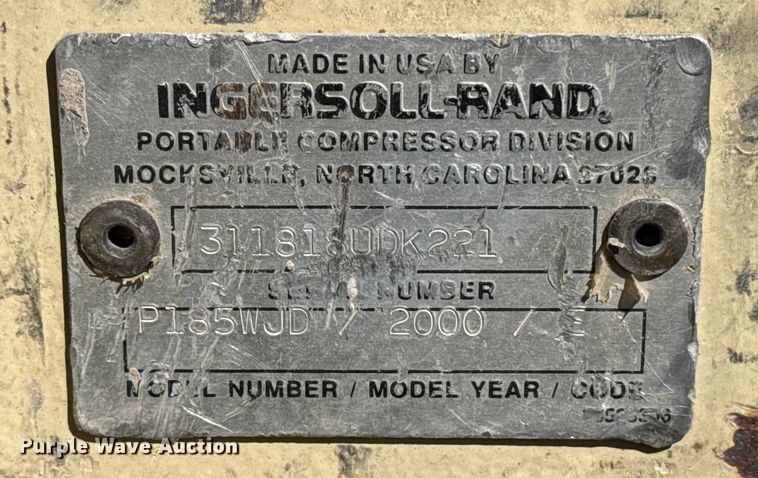 MADE IN USA BY
INGERSOLL-RAND®
PORTABLE COMPRESSOR DIVISION
MOCKSVILLE, NORTH CAROLINA 27028
311818UDK221
SERIAL NUMBER
P185WJD / 2000 /
MODEL NUMBER / MODEL YEAR / CODE
Purple Wave Auction